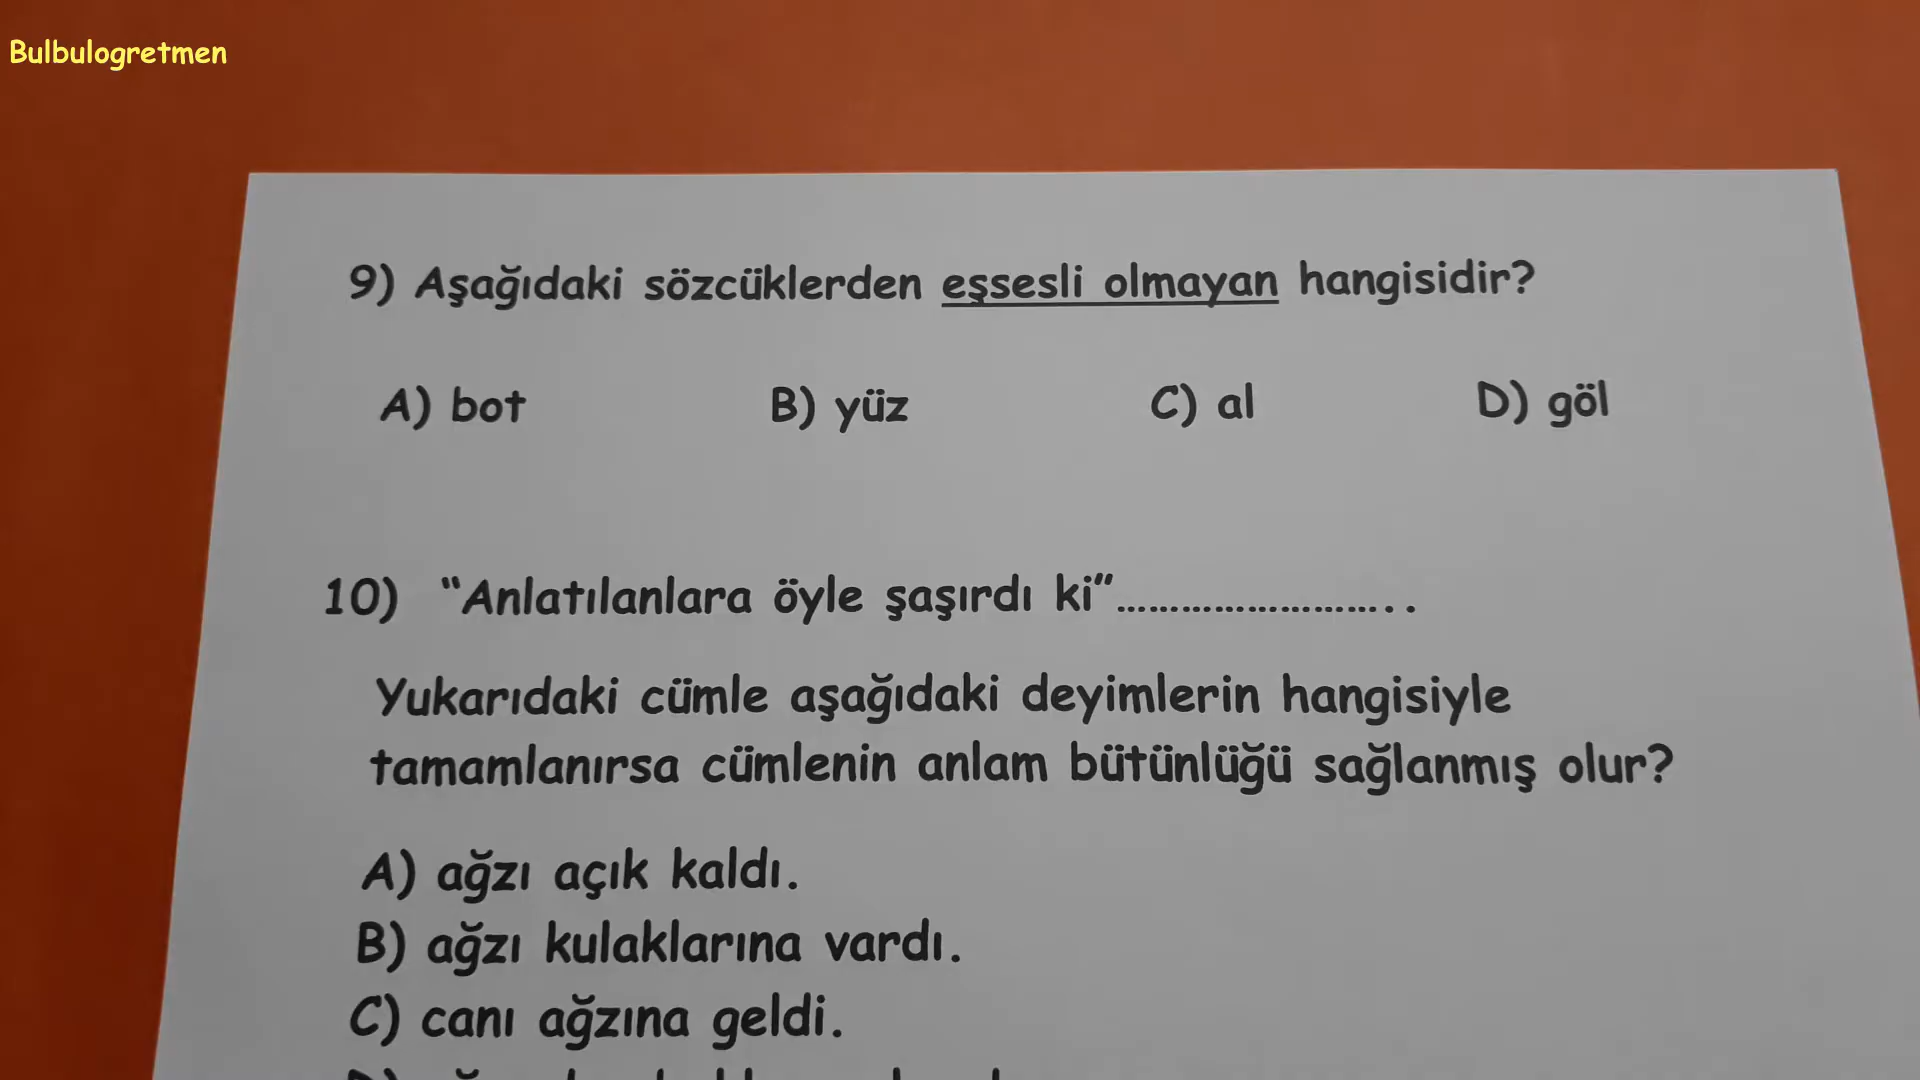 Bulbulogretmen
9) Aşağıdaki sözcüklerden eşsesli olmayan hangisidir?
A) bot B) yüz C) al D) göl
10) “Anlatılanlara öyle şaşırdı ki”……………………..
Yukarıdaki cümle aşağıdaki deyimlerin hangisiyle
tamamlanırsa cümlenin anlam bütünlüğü sağlanmış olur?
A) ağzı açık kaldı.
B) ağzı kulaklarına vardı.
C) canı ağzına geldi.